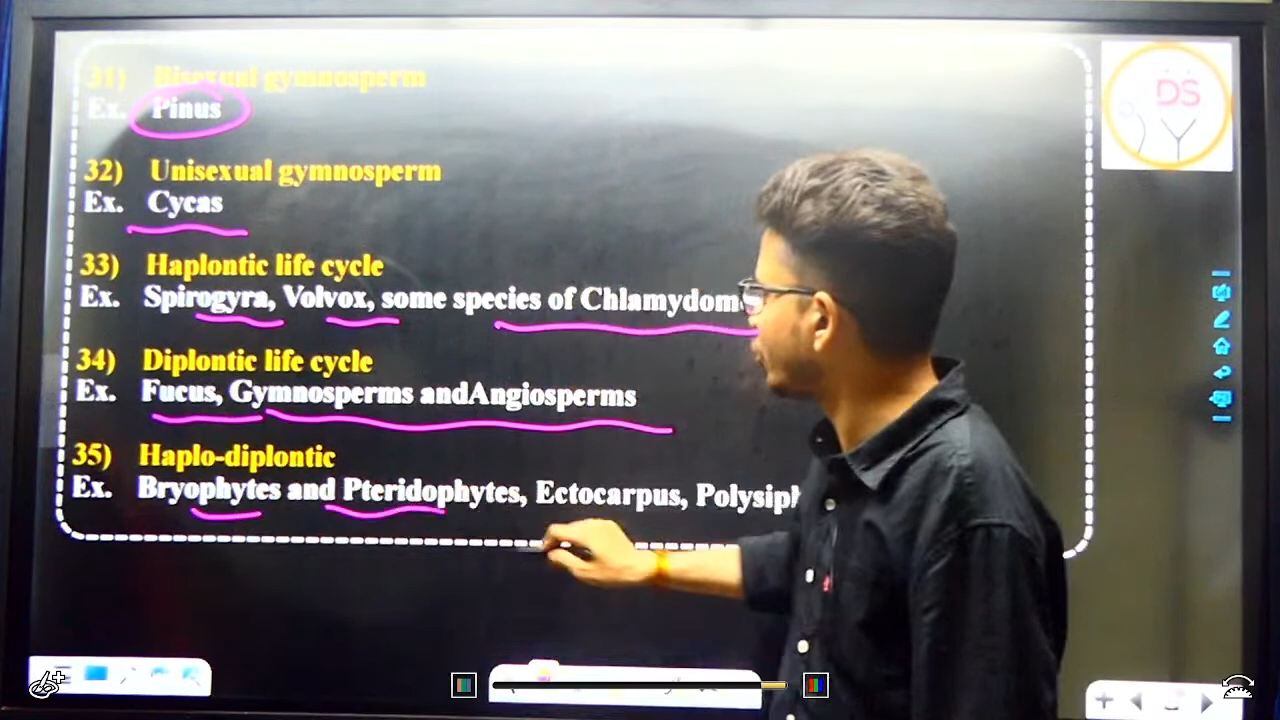 31) Bisexual gymnosperm
Ex. Pinus
32) Unisexual gymnosperm
Ex. Cycas
33) Haplontic life cycle
Ex. Spirogyra, Volvox, some species of Chlamydom
34) Diplontic life cycle
Ex. Fucus, Gymnosperms andAngiosperms
35) Haplo-diplontic
Ex. Bryophytes and Pteridophytes, Ectocarpus, Polysiph
DS